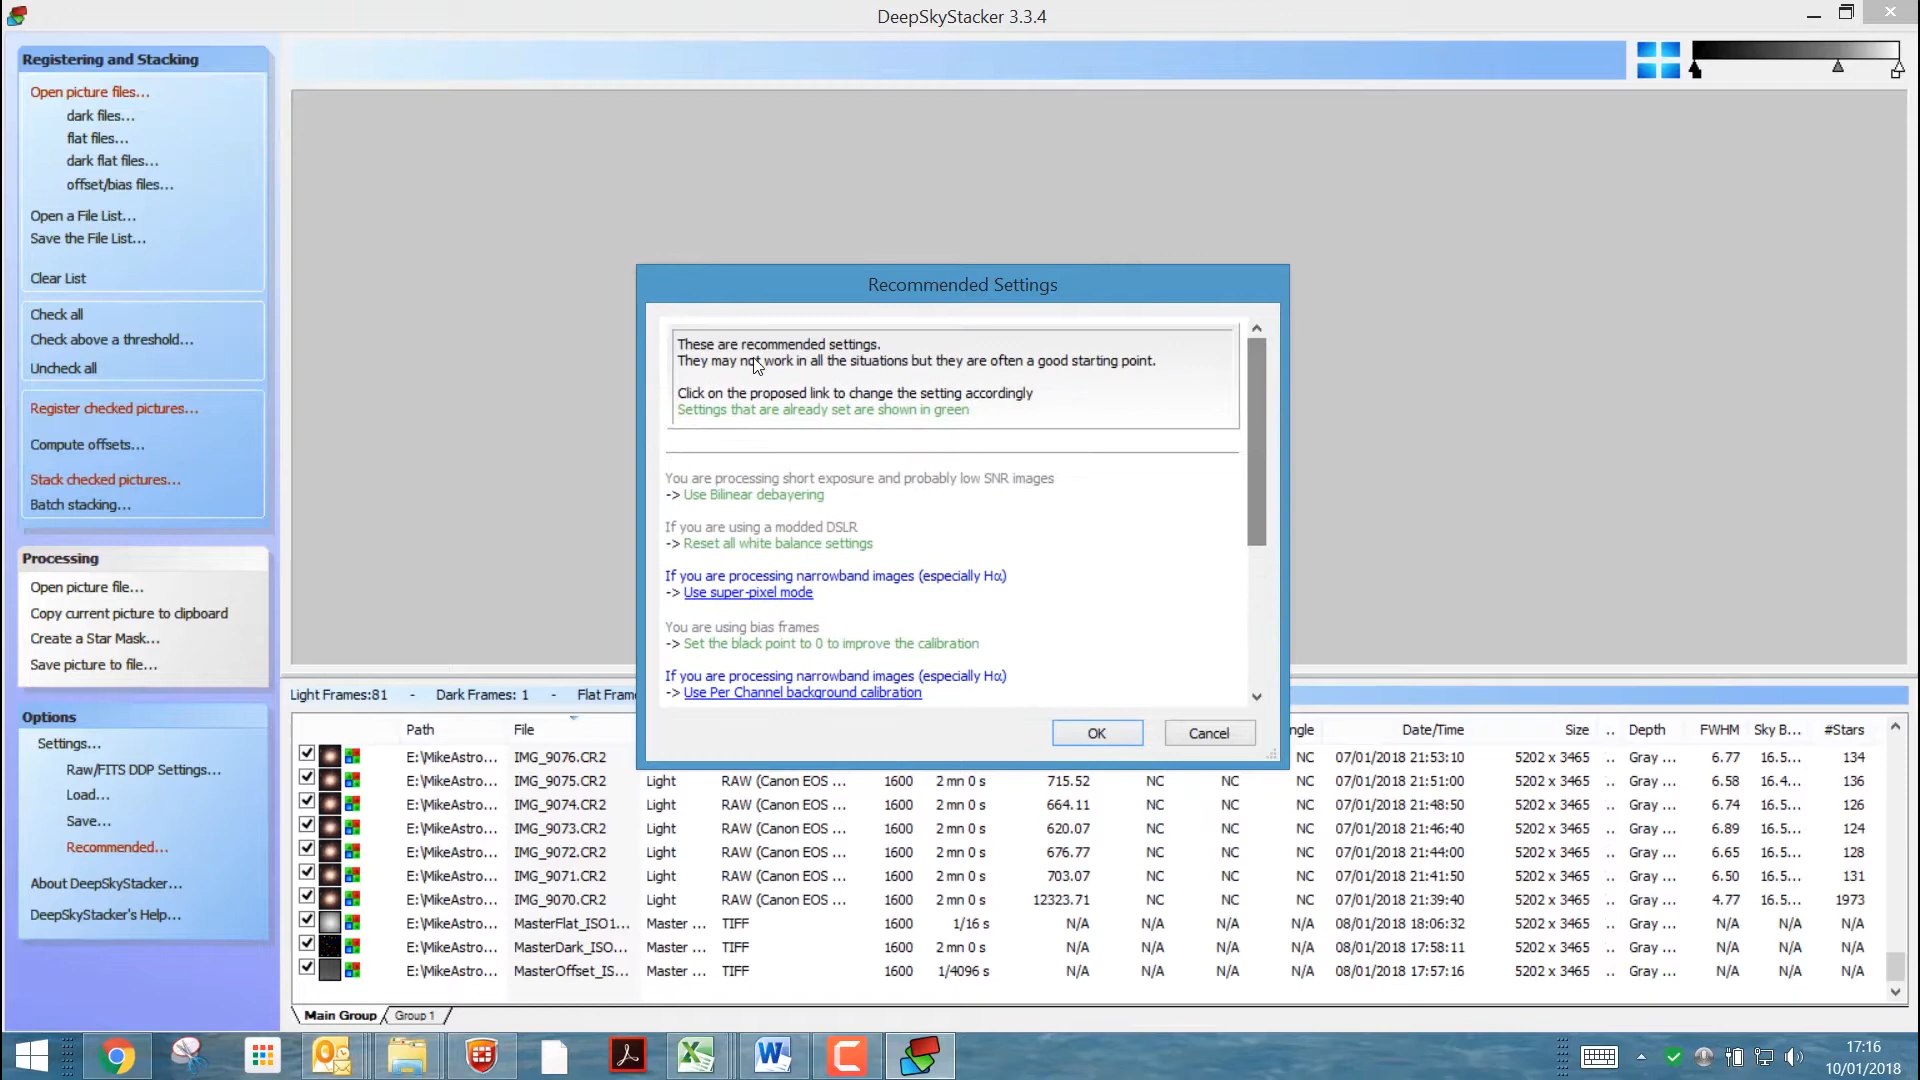 DeepSkyStacker 3.3.4
Registering and Stacking
Open picture files...
dark files...
flat files...
dark flat files...
offset/bias files...
Open a File List...
Save the File List...
Clear List
Check all
Check above a threshold...
Uncheck all
Register checked pictures...
Compute offsets...
Stack checked pictures...
Batch stacking...
Processing
Open picture file...
Copy current picture to clipboard
Create a Star Mask...
Save picture to file...
Options
Settings...
Raw/FITS DDP Settings...
Load...
Save...
Recommended...
About DeepSkyStacker...
DeepSkyStacker's Help...
Recommended Settings
These are recommended settings.
They may not work in all the situations but they are often a good starting point.
Click on the proposed link to change the setting accordingly
Settings that are already set are shown in green
You are processing short exposure and probably low SNR images
-> Use Bilinear debayering
If you are using a modded DSLR
-> Reset all white balance settings
If you are processing narrowband images (especially Hα)
-> Use super-pixel mode
You are using bias frames
-> Set the black point to 0 to improve the calibration
If you are processing narrowband images (especially Hα)
-> Use Per Channel background calibration
OK Cancel
Light Frames:81 - Dark Frames: 1 - Flat Frame
Path File ngle Date/Time Size .. Depth FWHM Sky B... #Stars
E:\MikeAstro... IMG_9076.CR2 NC 07/01/2018 21:53:10 5202 x 3465 .. Gray ... 6.77 16.5... 134
E:\MikeAstro... IMG_9075.CR2 Light RAW (Canon EOS ... 1600 2 mn 0 s 715.52 NC NC NC 07/01/2018 21:51:00 5202 x 3465 .. Gray ... 6.58 16.4... 136
E:\MikeAstro... IMG_9074.CR2 Light RAW (Canon EOS ... 1600 2 mn 0 s 664.11 NC NC NC 07/01/2018 21:48:50 5202 x 3465 .. Gray ... 6.74 16.5... 126
E:\MikeAstro... IMG_9073.CR2 Light RAW (Canon EOS ... 1600 2 mn 0 s 620.07 NC NC NC 07/01/2018 21:46:40 5202 x 3465 .. Gray ... 6.89 16.5... 124
E:\MikeAstro... IMG_9072.CR2 Light RAW (Canon EOS ... 1600 2 mn 0 s 676.77 NC NC NC 07/01/2018 21:44:00 5202 x 3465 .. Gray ... 6.65 16.5... 128
E:\MikeAstro... IMG_9071.CR2 Light RAW (Canon EOS ... 1600 2 mn 0 s 703.07 NC NC NC 07/01/2018 21:41:50 5202 x 3465 .. Gray ... 6.50 16.5... 131
E:\MikeAstro... IMG_9070.CR2 Light RAW (Canon EOS ... 1600 2 mn 0 s 12323.71 NC NC NC 07/01/2018 21:39:40 5202 x 3465 .. Gray ... 4.77 16.5... 1973
E:\MikeAstro... MasterFlat_ISO1... Master ... TIFF 1600 1/16 s N/A N/A N/A N/A 08/01/2018 18:06:32 5202 x 3465 .. Gray ... N/A N/A N/A
E:\MikeAstro... MasterDark_ISO... Master ... TIFF 1600 2 mn 0 s N/A N/A N/A N/A 08/01/2018 17:58:11 5202 x 3465 .. Gray ... N/A N/A N/A
E:\MikeAstro... MasterOffset_IS... Master ... TIFF 1600 1/4096 s N/A N/A N/A N/A 08/01/2018 17:57:16 5202 x 3465 .. Gray ... N/A N/A N/A
Main Group Group 1
17:16
10/01/2018